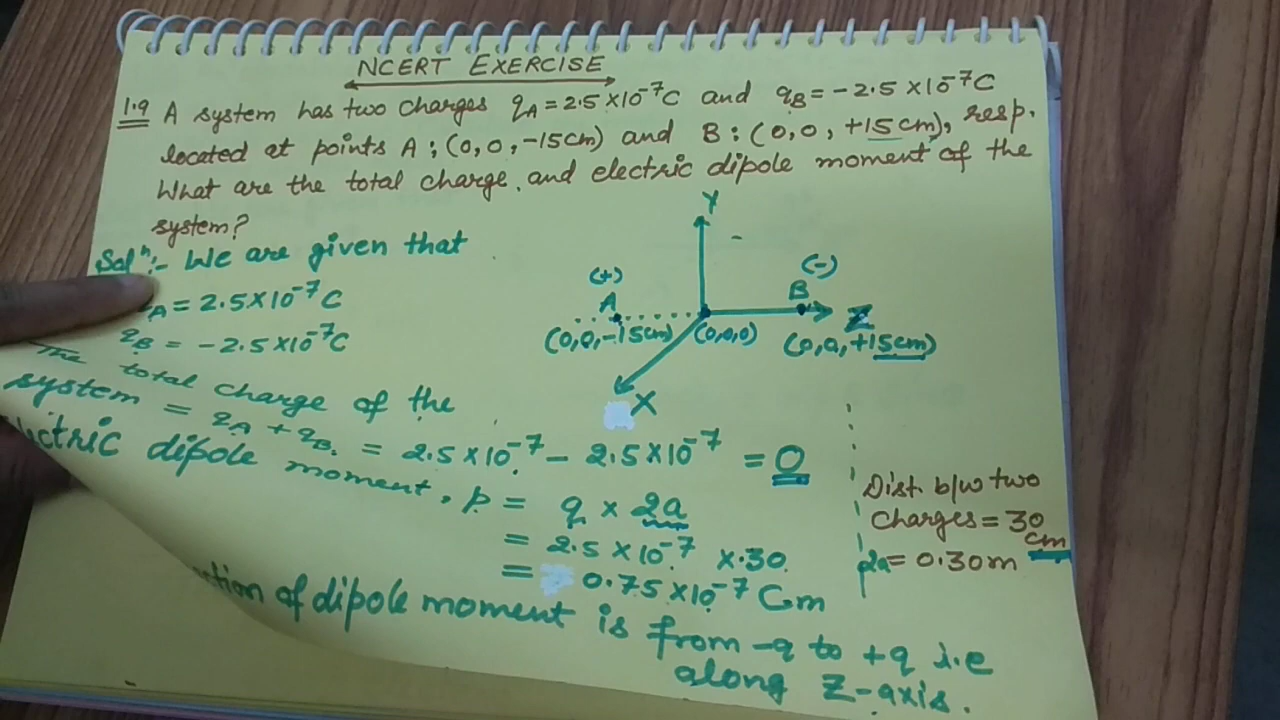 NCERT EXERCISE
1.9 A system has two charges qA = 2.5 × 10⁻⁷C and qB = - 2.5 × 10⁻⁷C
located at points A ; (0, 0, -15cm) and B : (0, 0, +15 cm), resp.
What are the total charge, and electric dipole moment of the
system?
Solⁿ:- We are given that
A = 2.5×10⁻⁷ C
qB = -2.5×10⁻⁷C
The total charge of the
system = qA + qB. = 2.5×10⁻⁷ - 2.5×10⁻⁷ = 0
ctric dipole moment, p = q × 2a
= 2.5 × 10⁻⁷ × .30
= 0.75×10⁻⁷ Cm
ction of dipole moment is from -q to +q i.e
along Z-axis.
Y
(+)
A
(0,0,-15cm)
(0,0,0)
(-)
B
Z
(0,0,+15cm)
X
Dist. b/w two
charges = 30
cm
2a = 0.30m